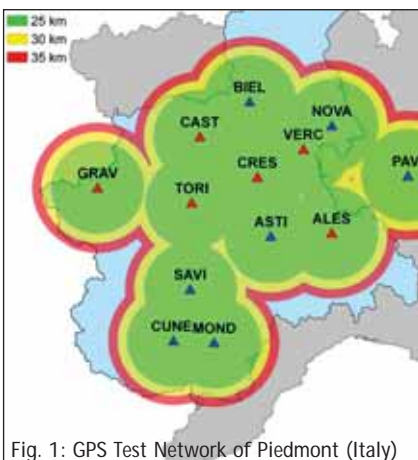 25 km
30 km
35 km
BIEL
NOVA
CAST
VERC
PAV
CRES
GRAV
TORI
ASTI
ALES
SAVI
CUNE MOND
Fig. 1: GPS Test Network of Piedmont (Italy)